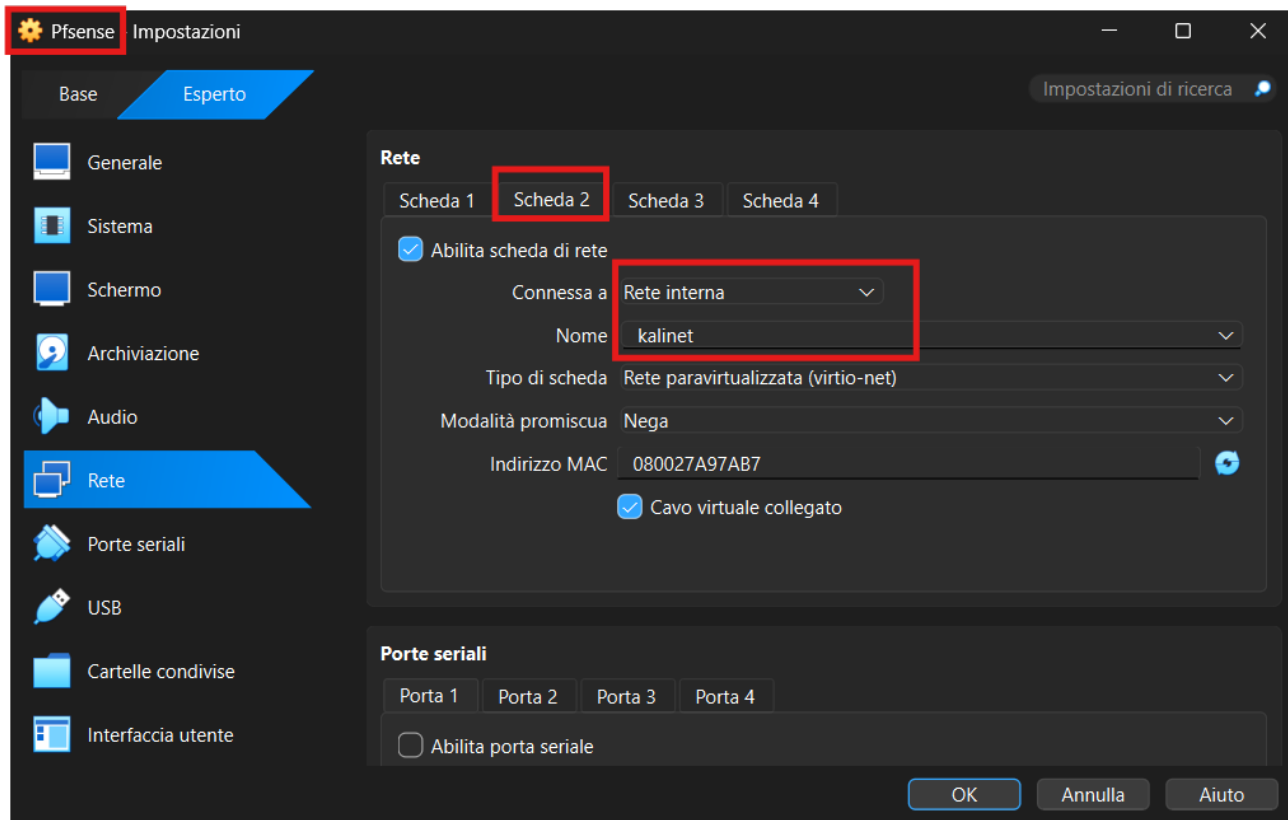 Pfsense - Impostazioni
Base Esperto
Impostazioni di ricerca
Generale
Sistema
Schermo
Archiviazione
Audio
Rete
Porte seriali
USB
Cartelle condivise
Interfaccia utente
Rete
Scheda 1 Scheda 2 Scheda 3 Scheda 4
Abilita scheda di rete
Connessa a Rete interna
Nome kalinet
Tipo di scheda Rete paravirtualizzata (virtio-net)
Modalità promiscua Nega
Indirizzo MAC 080027A97AB7
Cavo virtuale collegato
Porte seriali
Porta 1 Porta 2 Porta 3 Porta 4
Abilita porta seriale
OK Annulla Aiuto